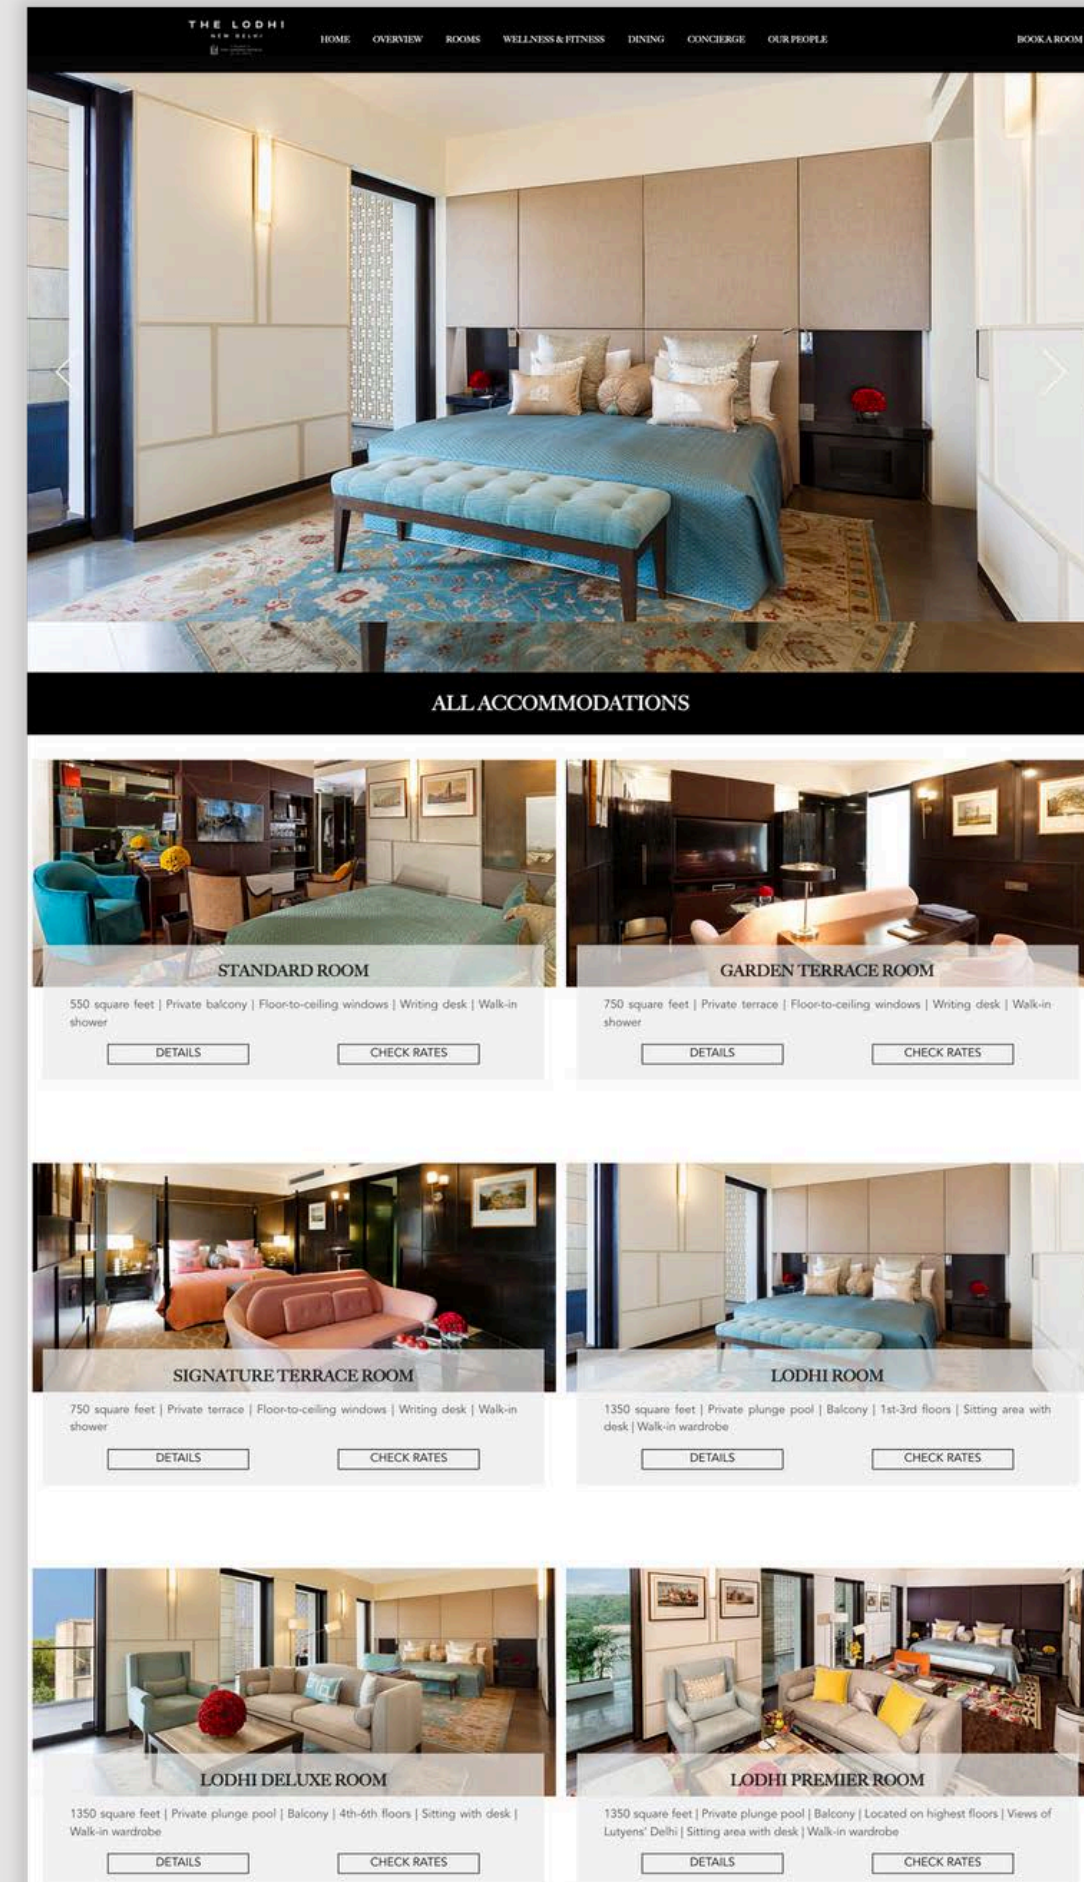 THE LODHI
NEW DELHI
HOME OVERVIEW ROOMS WELLNESS & FITNESS DINING CONCIERGE OUR PEOPLE BOOK A ROOM
ALL ACCOMMODATIONS
STANDARD ROOM
550 square feet | Private balcony | Floor-to-ceiling windows | Writing desk | Walk-in
shower
DETAILS CHECK RATES
GARDEN TERRACE ROOM
750 square feet | Private terrace | Floor-to-ceiling windows | Writing desk | Walk-in
shower
DETAILS CHECK RATES
SIGNATURE TERRACE ROOM
750 square feet | Private terrace | Floor-to-ceiling windows | Writing desk | Walk-in
shower
DETAILS CHECK RATES
LODHI ROOM
1350 square feet | Private plunge pool | Balcony | 1st-3rd floors | Sitting area with
desk | Walk-in wardrobe
DETAILS CHECK RATES
LODHI DELUXE ROOM
1350 square feet | Private plunge pool | Balcony | 4th-6th floors | Sitting with desk |
Walk-in wardrobe
DETAILS CHECK RATES
LODHI PREMIER ROOM
1350 square feet | Private plunge pool | Balcony | Located on highest floors | Views of
Lutyens' Delhi | Sitting area with desk | Walk-in wardrobe
DETAILS CHECK RATES